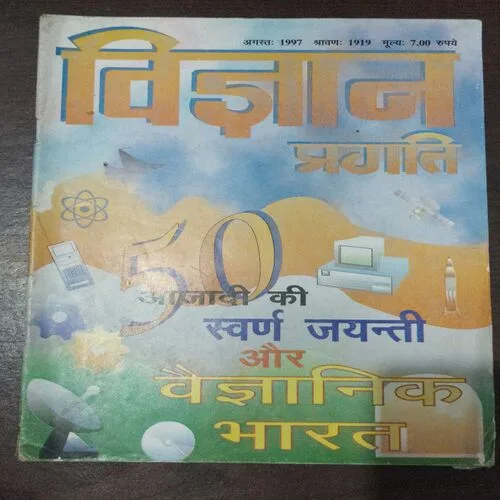 अगस्तः 1997 श्रावणः 1919 मूल्यः 7.00 रुपये
विज्ञान
प्रगति
50
आजादी की
स्वर्ण जयन्ती
और
वैज्ञानिक
भारत